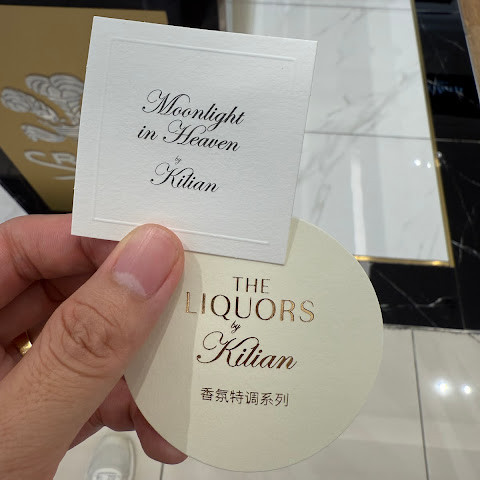 Moonlight
in Heaven
by
Kilian
THE
LIQUORS
by
Kilian
香氛特调系列